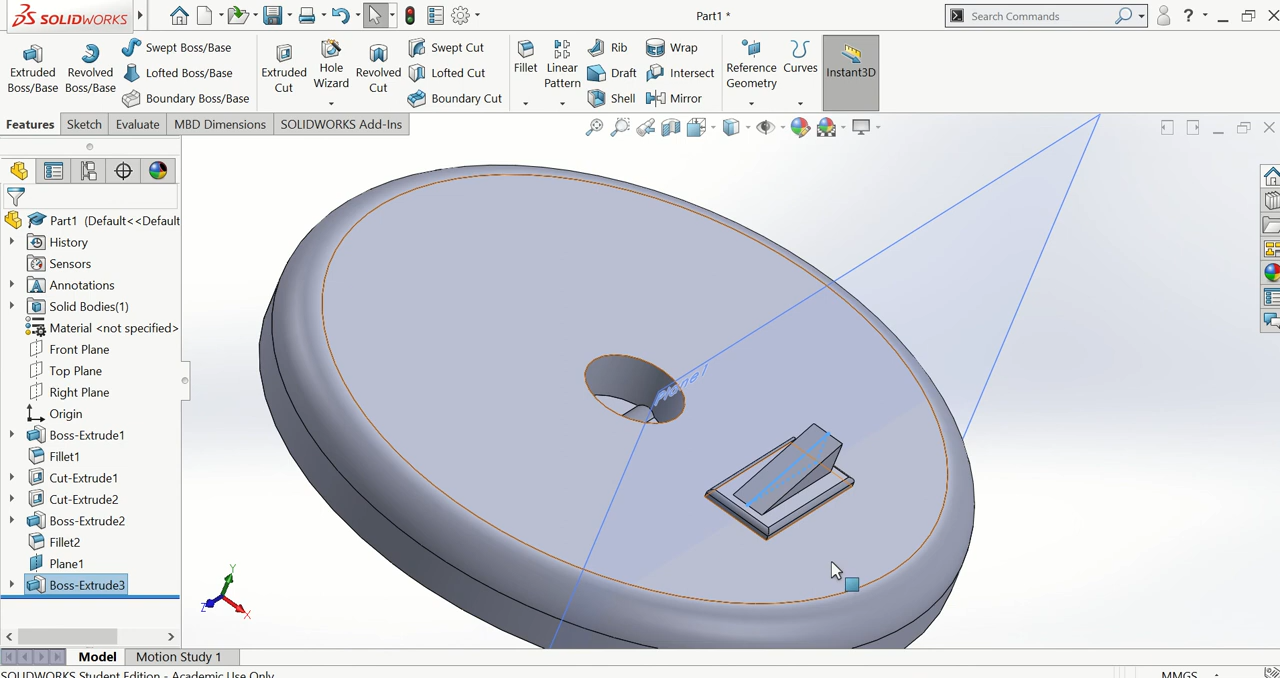 SOLIDWORKS
Part1 *
Search Commands
?
Extruded Boss/Base
Revolved Boss/Base
Swept Boss/Base
Lofted Boss/Base
Boundary Boss/Base
Extruded Cut
Hole Wizard
Revolved Cut
Swept Cut
Lofted Cut
Boundary Cut
Fillet
Linear Pattern
Rib
Draft
Shell
Wrap
Intersect
Mirror
Reference Geometry
Curves
Instant3D
Features
Sketch
Evaluate
MBD Dimensions
SOLIDWORKS Add-Ins
Part1 (Default<<Default
History
Sensors
Annotations
Solid Bodies(1)
Material <not specified>
Front Plane
Top Plane
Right Plane
Origin
Boss-Extrude1
Fillet1
Cut-Extrude1
Cut-Extrude2
Boss-Extrude2
Fillet2
Plane1
Boss-Extrude3
Plane1
Y
Z
X
Model
Motion Study 1
SOLIDWORKS Student Edition - Academic Use Only
MMGS